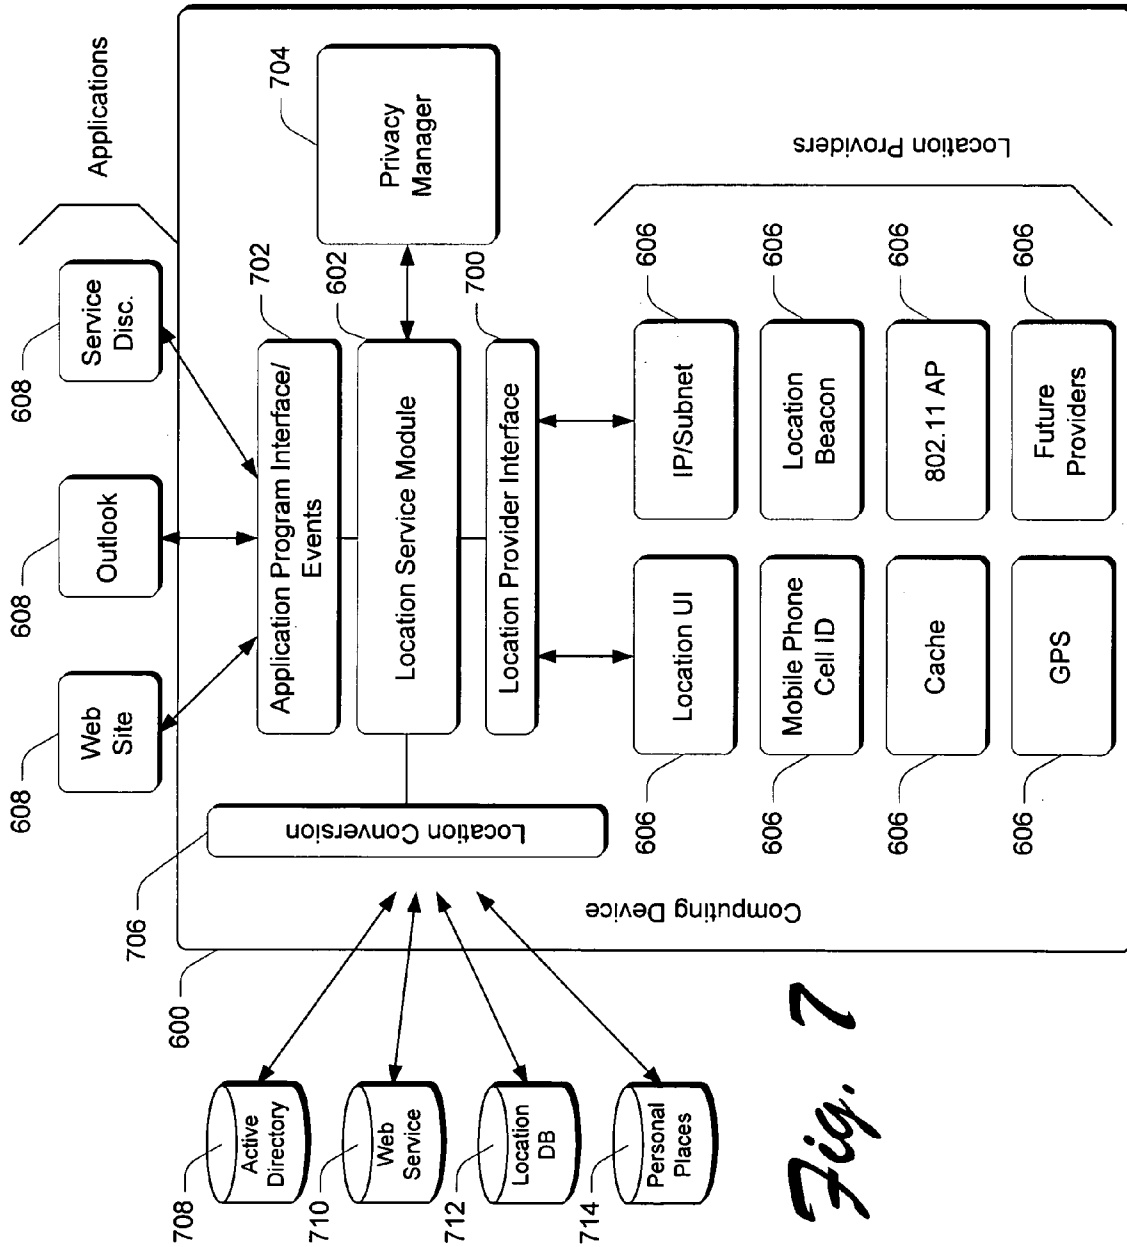 Applications
608
Web
Site
608
Outlook
608
Service
Disc.
600
706
Location Conversion
702
Application Program Interface/
Events
602
Location Service Module
700
Location Provider Interface
704
Privacy
Manager
708
Active
Directory
710
Web
Service
712
Location
DB
714
Personal
Places
Computing Device
Location Providers
606
Location UI
606
IP/Subnet
606
Mobile Phone
Cell ID
606
Location
Beacon
606
Cache
606
802.11 AP
606
GPS
606
Future
Providers
Fig. 7